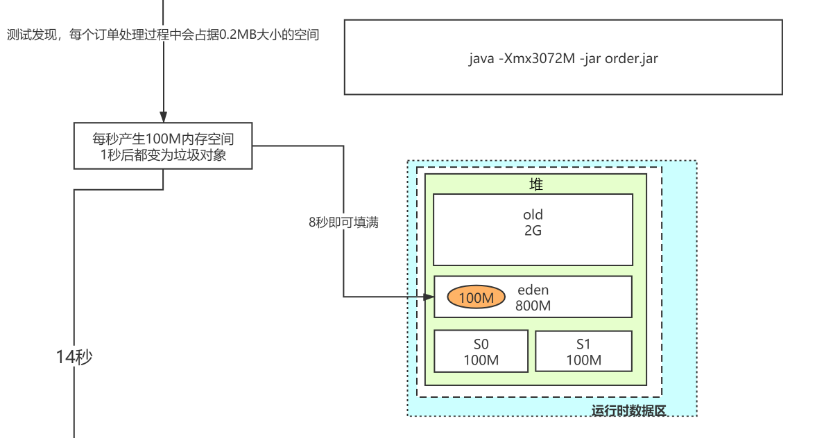 测试发现，每个订单处理过程中会占据0.2MB大小的空间
java -Xmx3072M -jar order.jar
每秒产生100M内存空间
1秒后都变为垃圾对象
堆
old
2G
8秒即可填满
100M
eden
800M
S0
100M
S1
100M
14秒
运行时数据区